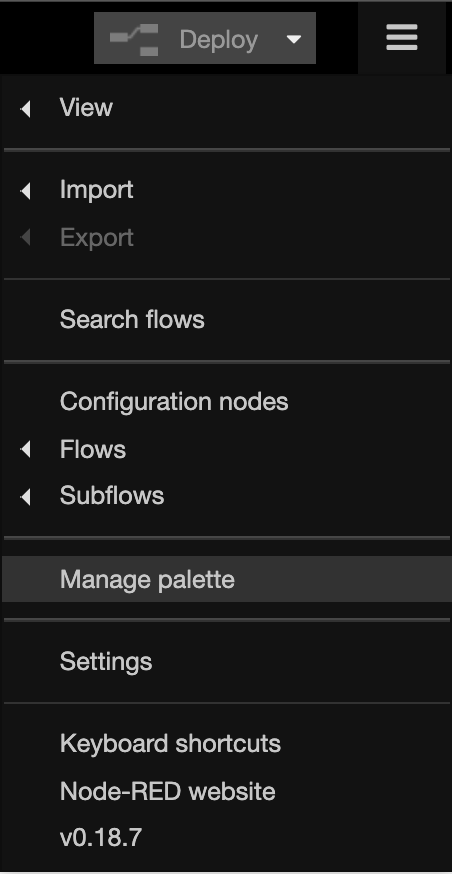 Deploy
View
Import
Export
Search flows
Configuration nodes
Flows
Subflows
Manage palette
Settings
Keyboard shortcuts
Node-RED website
v0.18.7